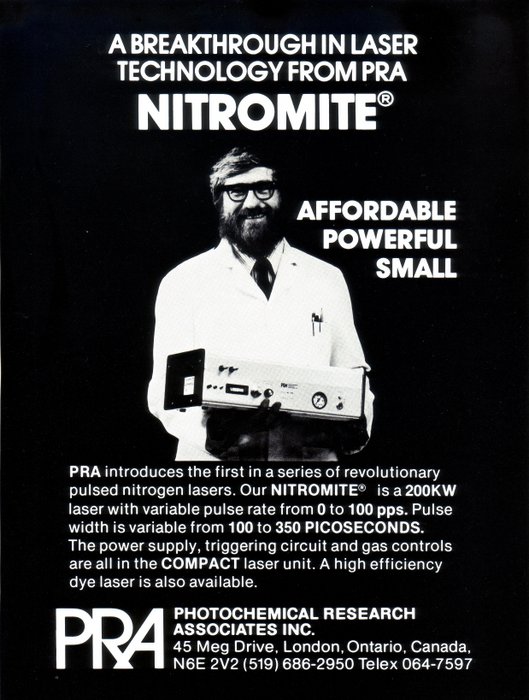 A BREAKTHROUGH IN LASER
TECHNOLOGY FROM PRA
NITROMITE®
AFFORDABLE
POWERFUL
SMALL
PRA introduces the first in a series of revolutionary
pulsed nitrogen lasers. Our NITROMITE® is a 200KW
laser with variable pulse rate from 0 to 100 pps. Pulse
width is variable from 100 to 350 PICOSECONDS.
The power supply, triggering circuit and gas controls
are all in the COMPACT laser unit. A high efficiency
dye laser is also available.
PRA PHOTOCHEMICAL RESEARCH
ASSOCIATES INC.
45 Meg Drive, London, Ontario, Canada,
N6E 2V2 (519) 686-2950 Telex 064-7597